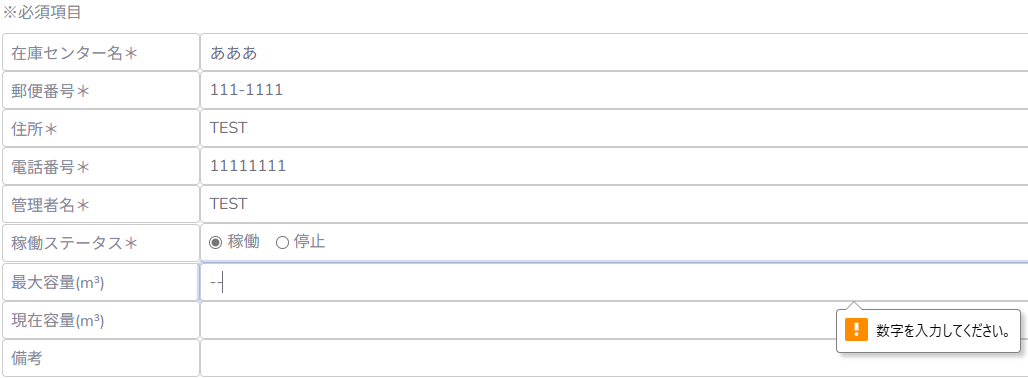 ※必須項目
在庫センター名＊ あああ
郵便番号＊ 111-1111
住所＊ TEST
電話番号＊ 11111111
管理者名＊ TEST
稼働ステータス＊ 稼働 停止
最大容量(m³) --
現在容量(m³)
数字を入力してください。
備考